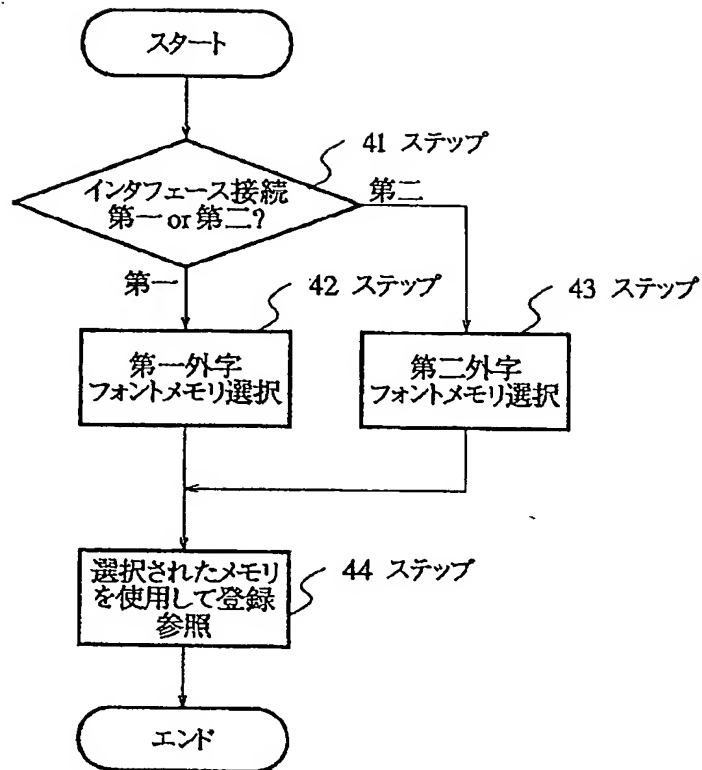 スタート
41 ステップ
インタフェース接続
第一 or 第二?
第二
第一
42 ステップ
43 ステップ
第一外字
フォントメモリ選択
第二外字
フォントメモリ選択
選択されたメモリ
を使用して登録
参照
44 ステップ
エンド